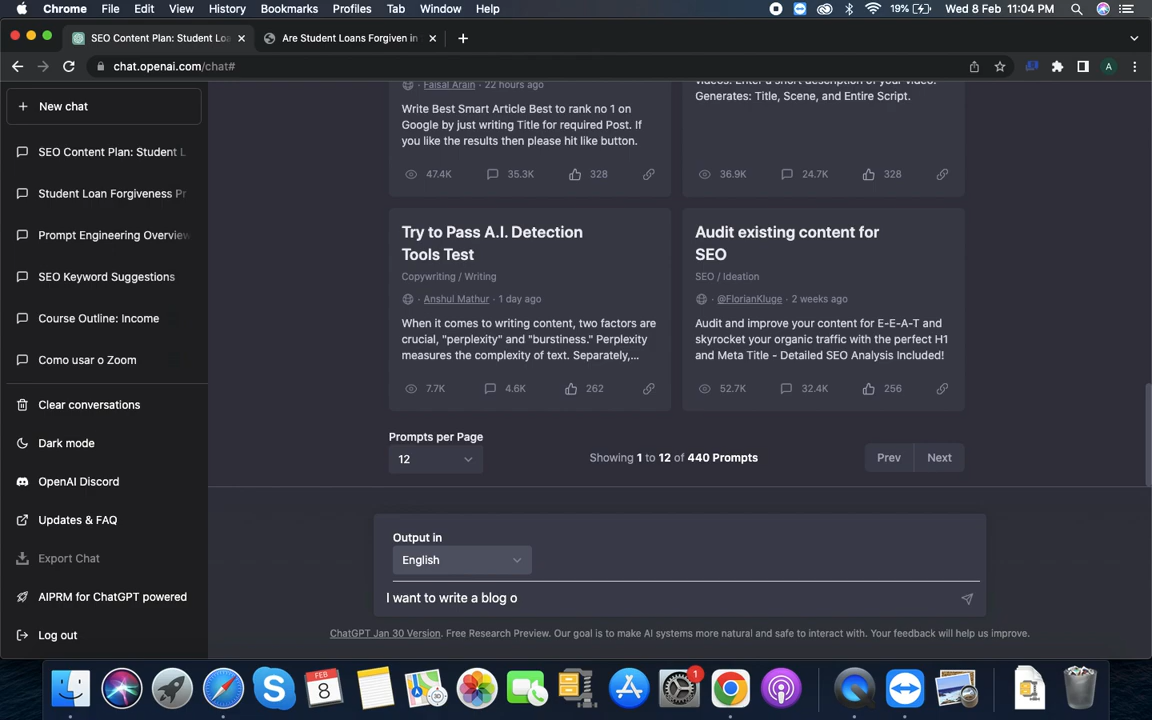 Chrome File Edit View History Bookmarks Profiles Tab Window Help 19% Wed 8 Feb 11:04 PM
SEO Content Plan: Student Loa × Are Student Loans Forgiven in × +
chat.openai.com/chat# A
+ New chat
SEO Content Plan: Student L
Student Loan Forgiveness Pr
Prompt Engineering Overview
SEO Keyword Suggestions
Course Outline: Income
Como usar o Zoom
Clear conversations
Dark mode
OpenAI Discord
Updates & FAQ
Export Chat
AIPRM for ChatGPT powered
Log out
· Faisal Arain · 22 hours ago
Write Best Smart Article Best to rank no 1 on
Google by just writing Title for required Post. If
you like the results then please hit like button.
47.4K 35.3K 328
videos. Enter a short description of your video.
Generates: Title, Scene, and Entire Script.
36.9K 24.7K 328
Try to Pass A.I. Detection
Tools Test
Copywriting / Writing
· Anshul Mathur · 1 day ago
When it comes to writing content, two factors are
crucial, "perplexity" and "burstiness." Perplexity
measures the complexity of text. Separately,...
7.7K 4.6K 262
Audit existing content for
SEO
SEO / Ideation
· @FlorianKluge · 2 weeks ago
Audit and improve your content for E-E-A-T and
skyrocket your organic traffic with the perfect H1
and Meta Title - Detailed SEO Analysis Included!
52.7K 32.4K 256
Prompts per Page
12
Showing 1 to 12 of 440 Prompts
Prev Next
Output in
English
I want to write a blog o
ChatGPT Jan 30 Version. Free Research Preview. Our goal is to make AI systems more natural and safe to interact with. Your feedback will help us improve.
FEB
8
1